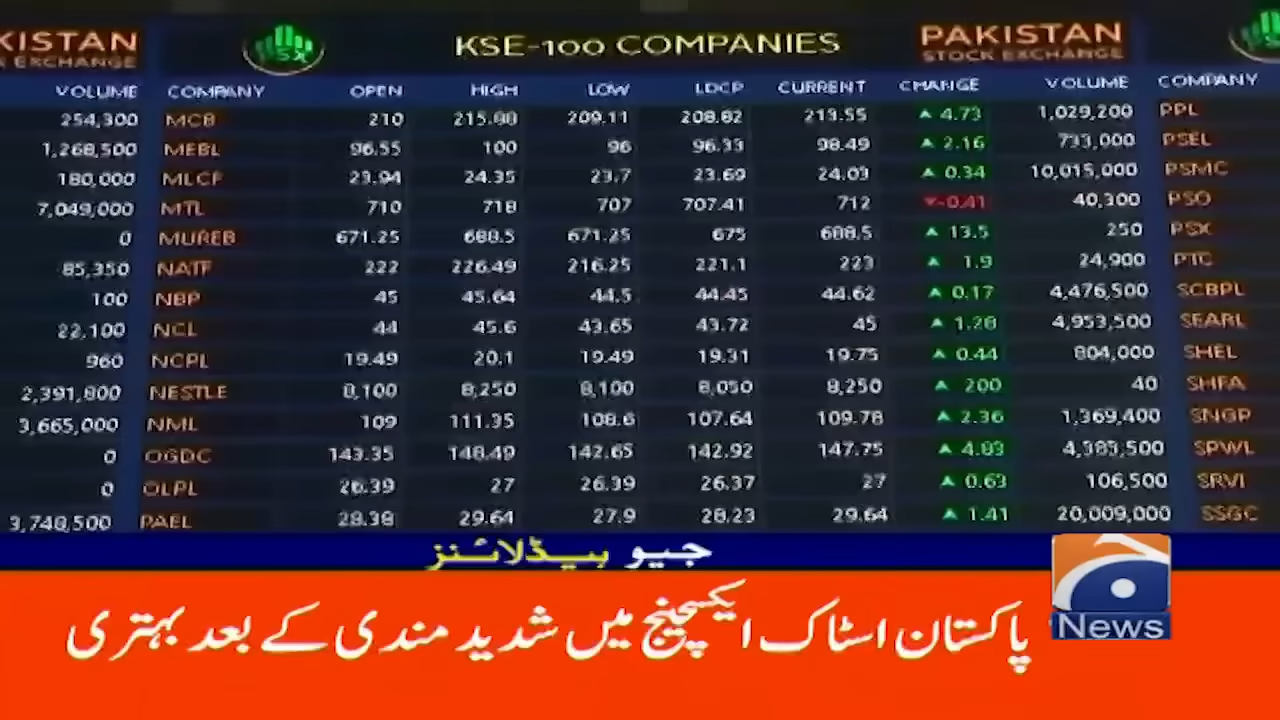 KISTAN KSE-100 COMPANIES PAKISTAN
EXCHANGE STOCK EXCHANGE
VOLUME COMPANY OPEN HIGH LOW LDCP CURRENT CHANGE VOLUME COMPANY
254,300 MCB 210 215.88 209.11 208.82 213.55 ▲ 4.73 1,029,200 PPL
1,268,500 MEBL 96.55 100 96 96.33 98.49 ▲ 2.16 733,000 PSEL
180,000 MLCF 23.94 24.35 23.7 23.69 24.03 ▲ 0.34 10,015,000 PSMC
7,049,000 MTL 710 718 707 707.41 712 ▼-0.41 40,300 PSO
0 MUREB 671.25 688.5 671.25 675 688.5 ▲ 13.5 250 PSX
85,350 NATF 222 226.49 216.25 221.1 223 ▲ 1.9 24,900 PTC
100 NBP 45 45.64 44.5 44.45 44.62 ▲ 0.17 4,476,500 SCBPL
22,100 NCL 44 45.6 43.65 43.72 45 ▲ 1.28 4,953,500 SEARL
960 NCPL 19.49 20.1 19.49 19.31 19.75 ▲ 0.44 804,000 SHEL
2,391,800 NESTLE 8,100 8,250 8,100 8,050 8,250 ▲ 200 40 SHFA
3,665,000 NML 109 111.35 108.6 107.64 109.78 ▲ 2.36 1,369,400 SNGP
0 OGDC 143.35 148.49 142.65 142.92 147.75 ▲ 4.83 4,383,500 SPWL
0 OLPL 26.39 27 26.39 26.37 27 ▲ 0.63 106,500 SRVI
3,748,500 PAEL 28.38 29.64 27.9 28.23 29.64 ▲ 1.41 20,009,000 SSGC
جیو ہیڈلائنز
پاکستان اسٹاک ایکسچینج میں شدید مندی کے بعد بہتری
News